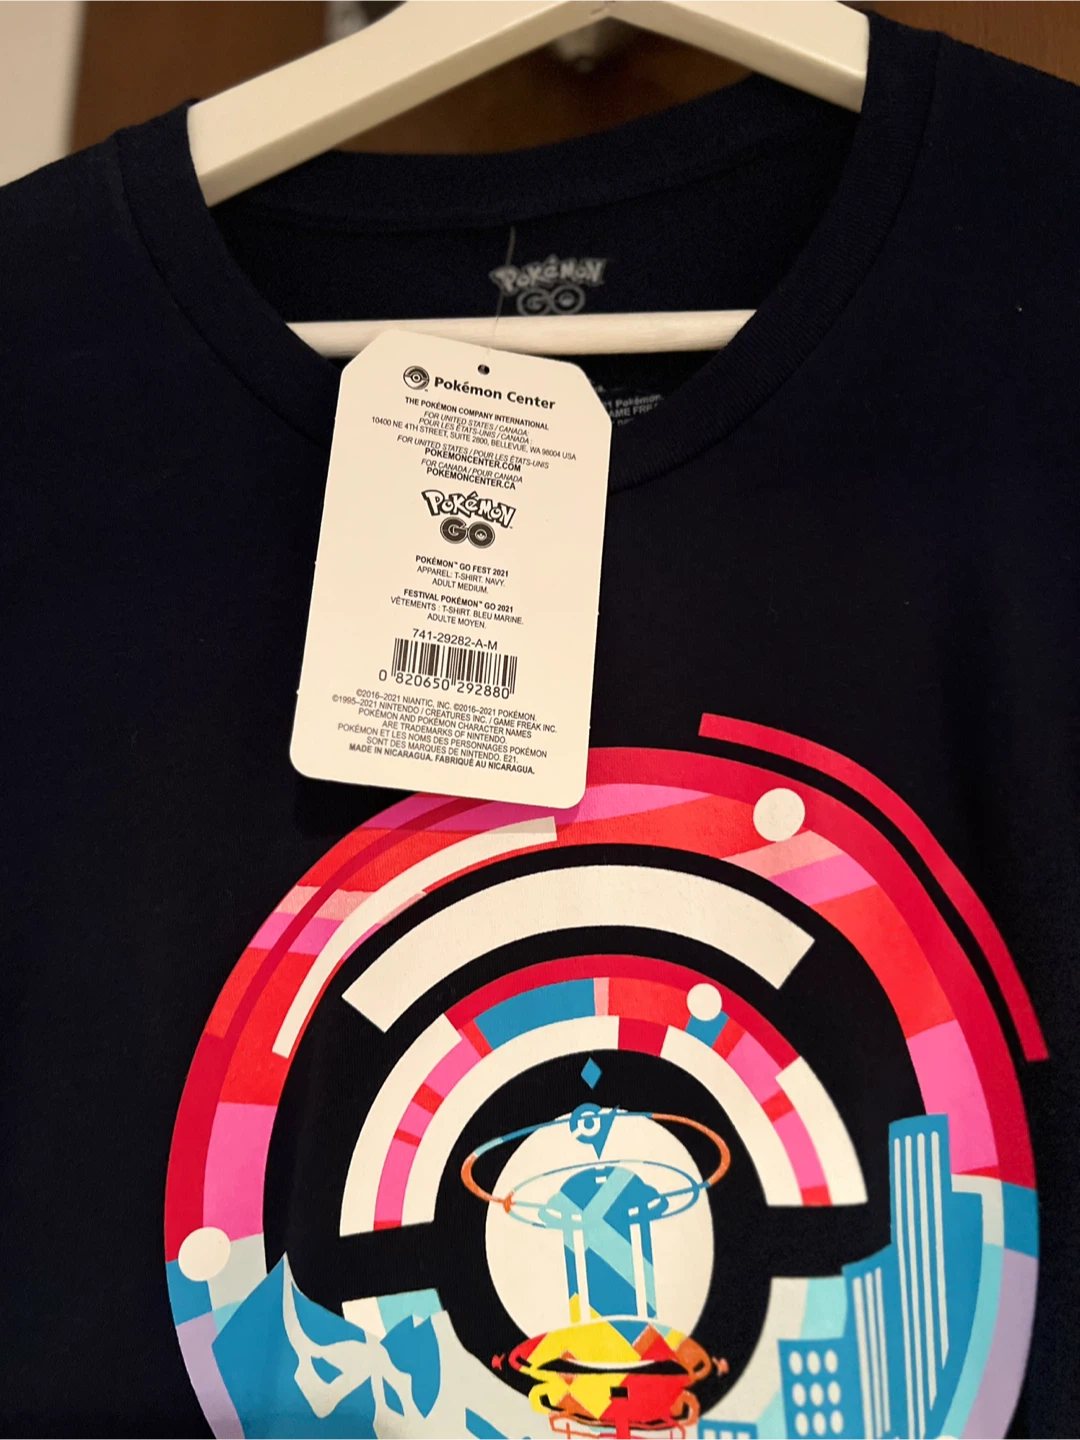 POKéMON
GO
Pokémon Center
THE POKÉMON COMPANY INTERNATIONAL
FOR UNITED STATES / CANADA:
POUR LES ÉTATS-UNIS / CANADA :
10400 NE 4TH STREET, SUITE 2800, BELLEVUE, WA 98004 USA
FOR UNITED STATES / POUR LES ÉTATS-UNIS
POKEMONCENTER.COM
FOR CANADA / POUR CANADA
POKEMONCENTER.CA
POKéMON
GO
POKÉMON™ GO FEST 2021
APPAREL: T-SHIRT. NAVY.
ADULT MEDIUM.
FESTIVAL POKÉMON™ GO 2021
VÊTEMENTS : T-SHIRT. BLEU MARINE.
ADULTE MOYEN.
741-29282-A-M
0 820650 292880
©2016–2021 NIANTIC, INC. ©2016–2021 POKÉMON.
©1995–2021 NINTENDO / CREATURES INC. / GAME FREAK INC.
POKÉMON AND POKÉMON CHARACTER NAMES
ARE TRADEMARKS OF NINTENDO.
POKÉMON ET LES NOMS DES PERSONNAGES POKÉMON
SONT DES MARQUES DE NINTENDO. E21.
MADE IN NICARAGUA. FABRIQUÉ AU NICARAGUA.
Pokémon.